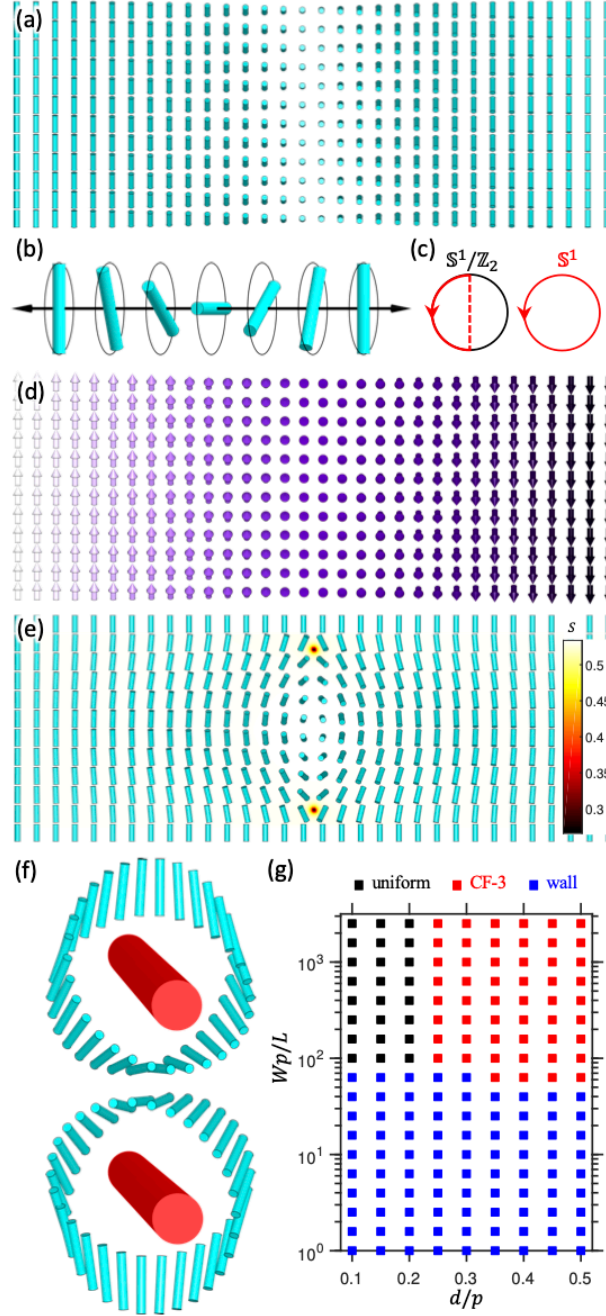 (a)
(b)
(c)
𝕊¹/ℤ₂
𝕊¹
(d)
(e)
s
0.5
0.45
0.4
0.35
0.3
(f)
(g)
uniform CF-3 wall
Wp/L
10³
10²
10¹
10⁰
0.1 0.2 0.3 0.4 0.5
d/p